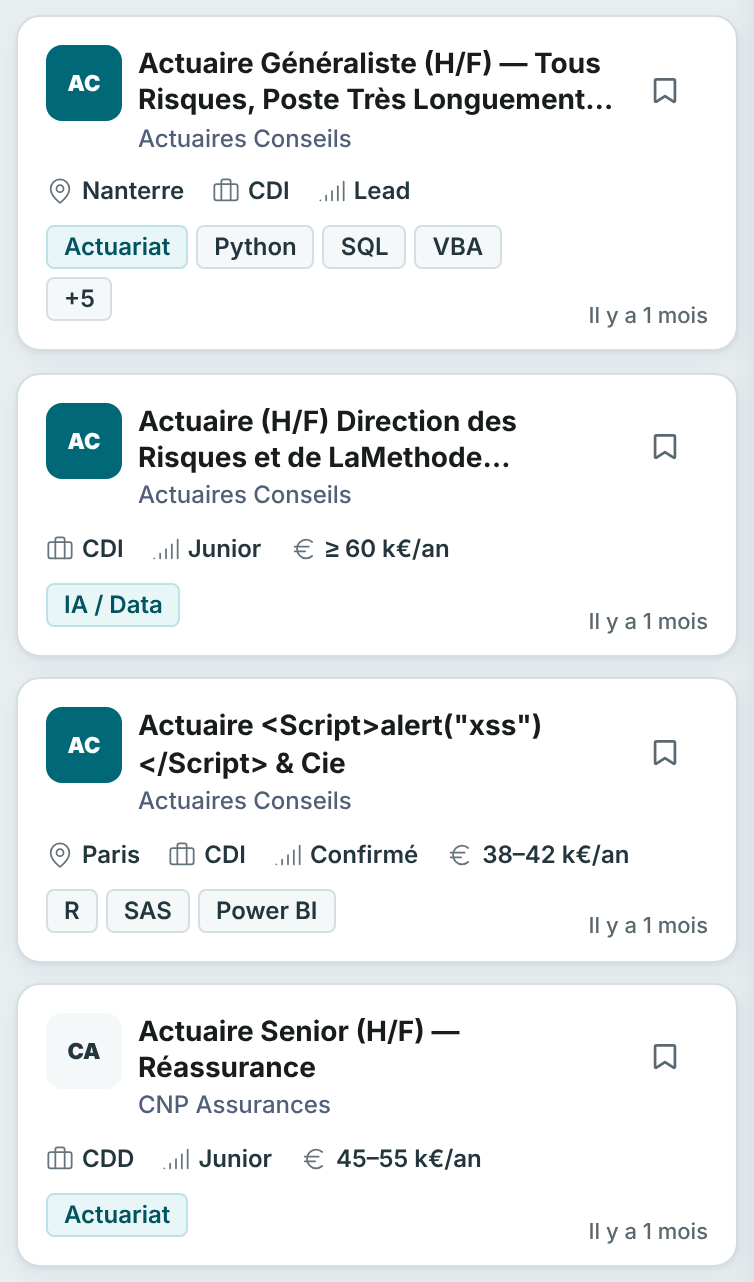 AC
Actuaire Généraliste (H/F) — Tous
Risques, Poste Très Longuement...
Actuaires Conseils
Nanterre CDI Lead
Actuariat Python SQL VBA
+5
Il y a 1 mois
AC
Actuaire (H/F) Direction des
Risques et de LaMethode...
Actuaires Conseils
CDI Junior € ≥ 60 k€/an
IA / Data
Il y a 1 mois
AC
Actuaire <Script>alert("xss")
</Script> & Cie
Actuaires Conseils
Paris CDI Confirmé € 38–42 k€/an
R SAS Power BI
Il y a 1 mois
CA
Actuaire Senior (H/F) —
Réassurance
CNP Assurances
CDD Junior € 45–55 k€/an
Actuariat
Il y a 1 mois